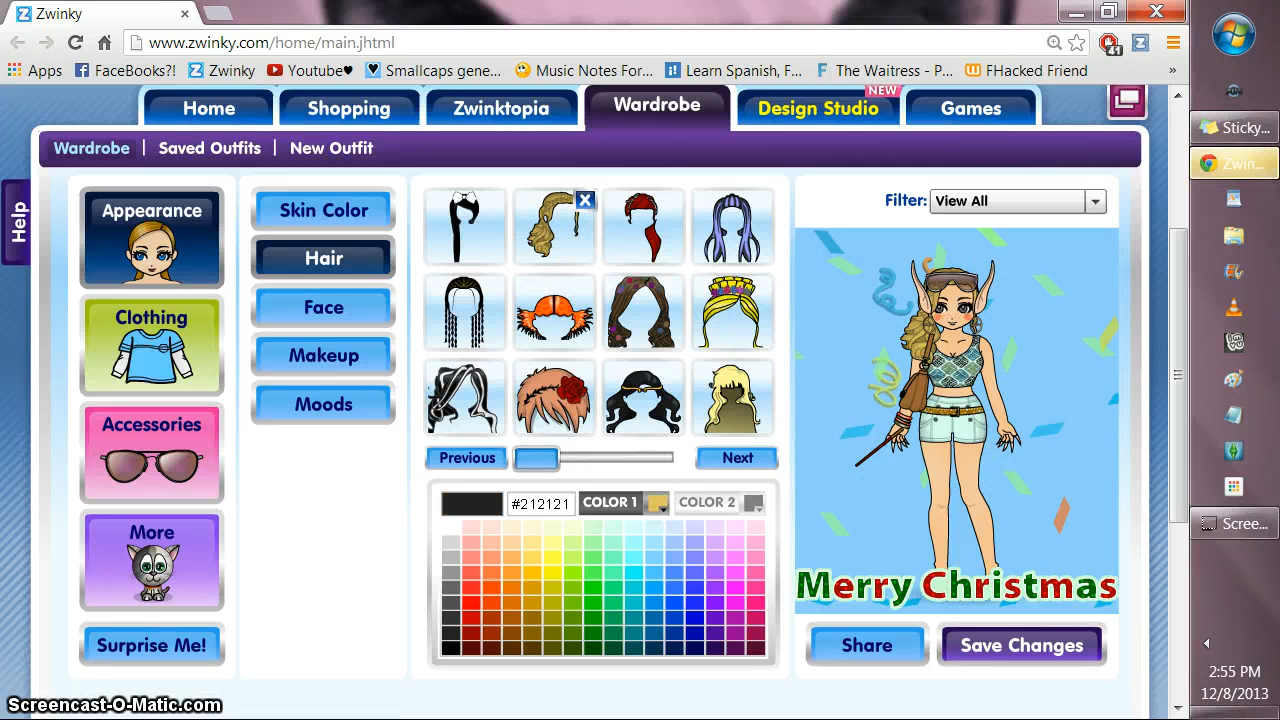 Zwinky
www.zwinky.com/home/main.jhtml
41
Apps FaceBooks?! Zwinky Youtube♥ Smallcaps gene... Music Notes For... Learn Spanish, F... The Waitress - P... FHacked Friend »
Home Shopping Zwinktopia Wardrobe Design Studio NEW Games
Wardrobe | Saved Outfits | New Outfit
Help
Appearance
Clothing
Accessories
More
Surprise Me!
Skin Color
Hair
Face
Makeup
Moods
Previous Next
#212121 COLOR 1 COLOR 2
Filter: View All
Merry Christmas
Share Save Changes
Sticky...
Zwin...
Scree...
2:55 PM
12/8/2013
Screencast-O-Matic.com